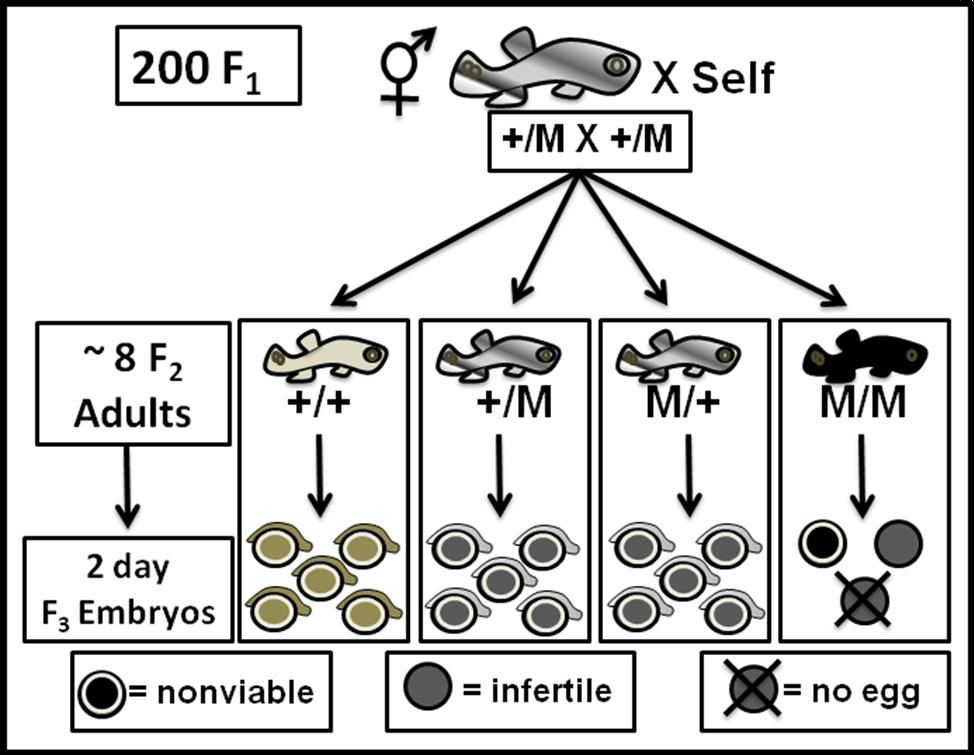 200 F₁
X Self
+/M X +/M
~ 8 F₂
Adults
+/+
+/M
M/+
M/M
2 day
F₃ Embryos
= nonviable
= infertile
= no egg